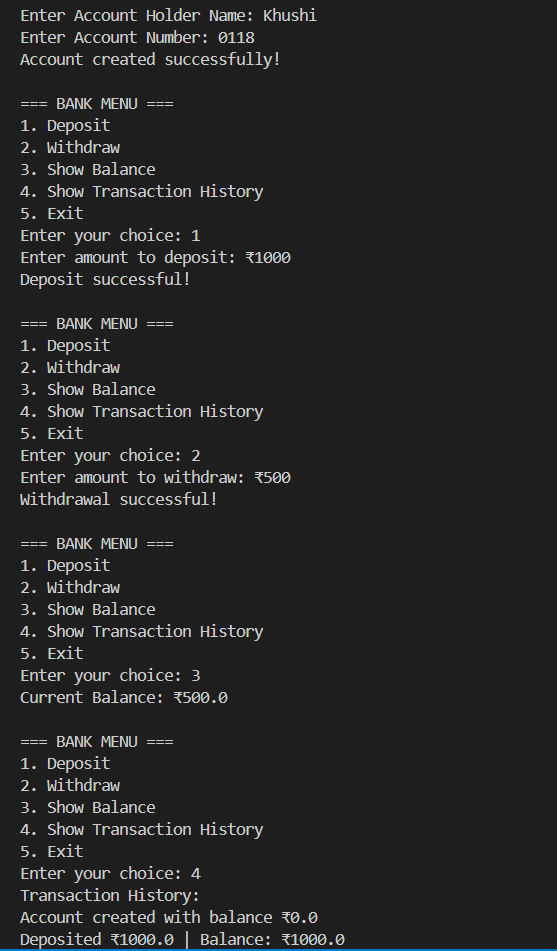 Enter Account Holder Name: Khushi
Enter Account Number: 0118
Account created successfully!
=== BANK MENU ===
1. Deposit
2. Withdraw
3. Show Balance
4. Show Transaction History
5. Exit
Enter your choice: 1
Enter amount to deposit: ₹1000
Deposit successful!
=== BANK MENU ===
1. Deposit
2. Withdraw
3. Show Balance
4. Show Transaction History
5. Exit
Enter your choice: 2
Enter amount to withdraw: ₹500
Withdrawal successful!
=== BANK MENU ===
1. Deposit
2. Withdraw
3. Show Balance
4. Show Transaction History
5. Exit
Enter your choice: 3
Current Balance: ₹500.0
=== BANK MENU ===
1. Deposit
2. Withdraw
3. Show Balance
4. Show Transaction History
5. Exit
Enter your choice: 4
Transaction History:
Account created with balance ₹0.0
Deposited ₹1000.0 | Balance: ₹1000.0